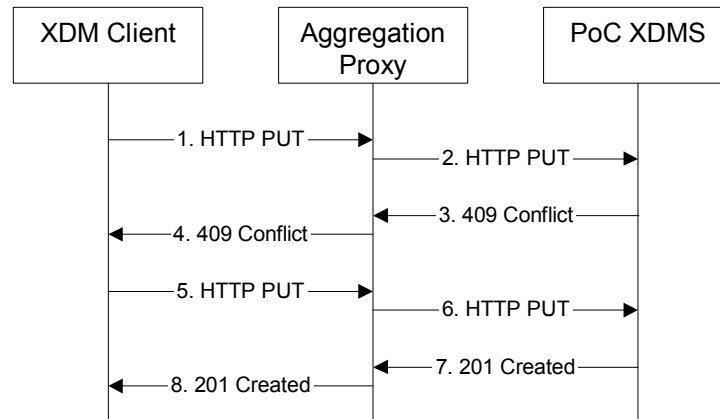 XDM Client
Aggregation
Proxy
PoC XDMS
1. HTTP PUT
2. HTTP PUT
3. 409 Conflict
4. 409 Conflict
5. HTTP PUT
6. HTTP PUT
7. 201 Created
8. 201 Created